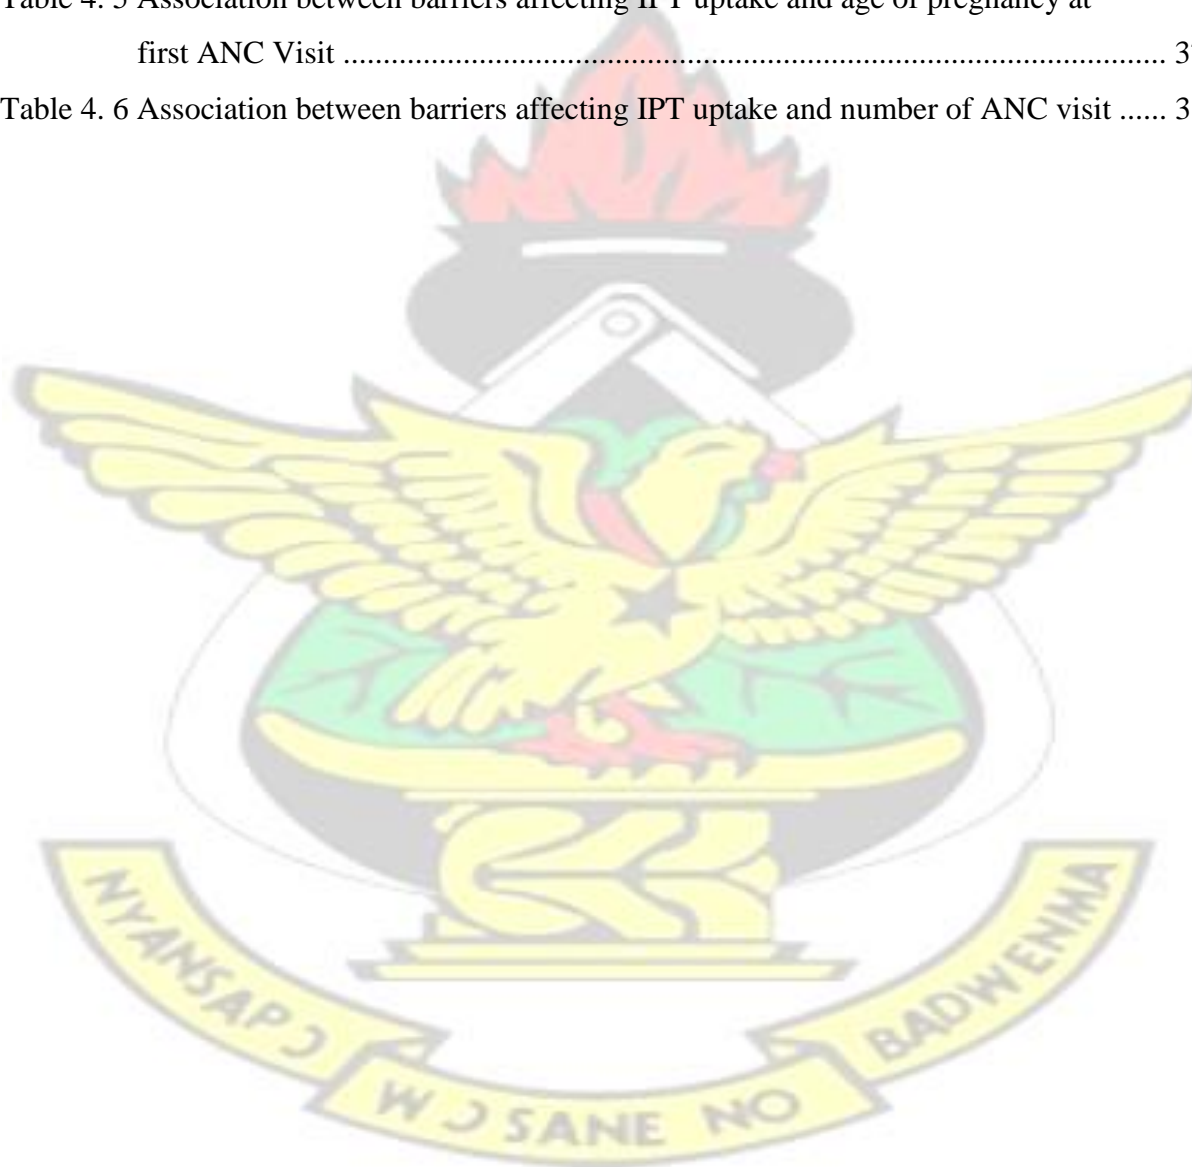 Table 4. 5 Association between barriers affecting IPT uptake and age of pregnancy at
first ANC Visit ........................................................................................................ 3
Table 4. 6 Association between barriers affecting IPT uptake and number of ANC visit ...... 3
NYANSAPƆ
WƆSANE NO
BADWENMA